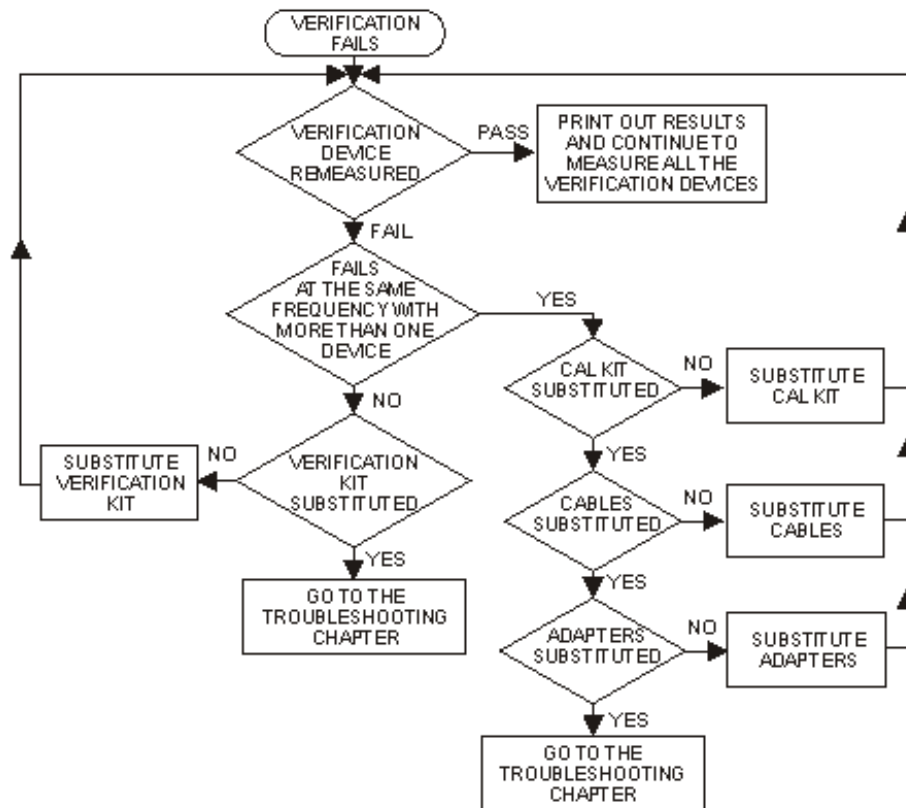 VERIFICATION
FAILS
VERIFICATION
DEVICE
REMEASURED
PASS
PRINT OUT RESULTS
AND CONTINUE TO
MEASURE ALL THE
VERIFICATION DEVICES
FAIL
FAILS
AT THE SAME
FREQUENCY WITH
MORE THAN ONE
DEVICE
YES
CAL KIT
SUBSTITUTED
NO
SUBSTITUTE
CAL KIT
NO
VERIFICATION
KIT
SUBSTITUTED
NO
SUBSTITUTE
VERIFICATION
KIT
YES
GO TO THE
TROUBLESHOOTING
CHAPTER
YES
CABLES
SUBSTITUTED
NO
SUBSTITUTE
CABLES
YES
ADAPTERS
SUBSTITUTED
NO
SUBSTITUTE
ADAPTERS
YES
GO TO THE
TROUBLESHOOTING
CHAPTER